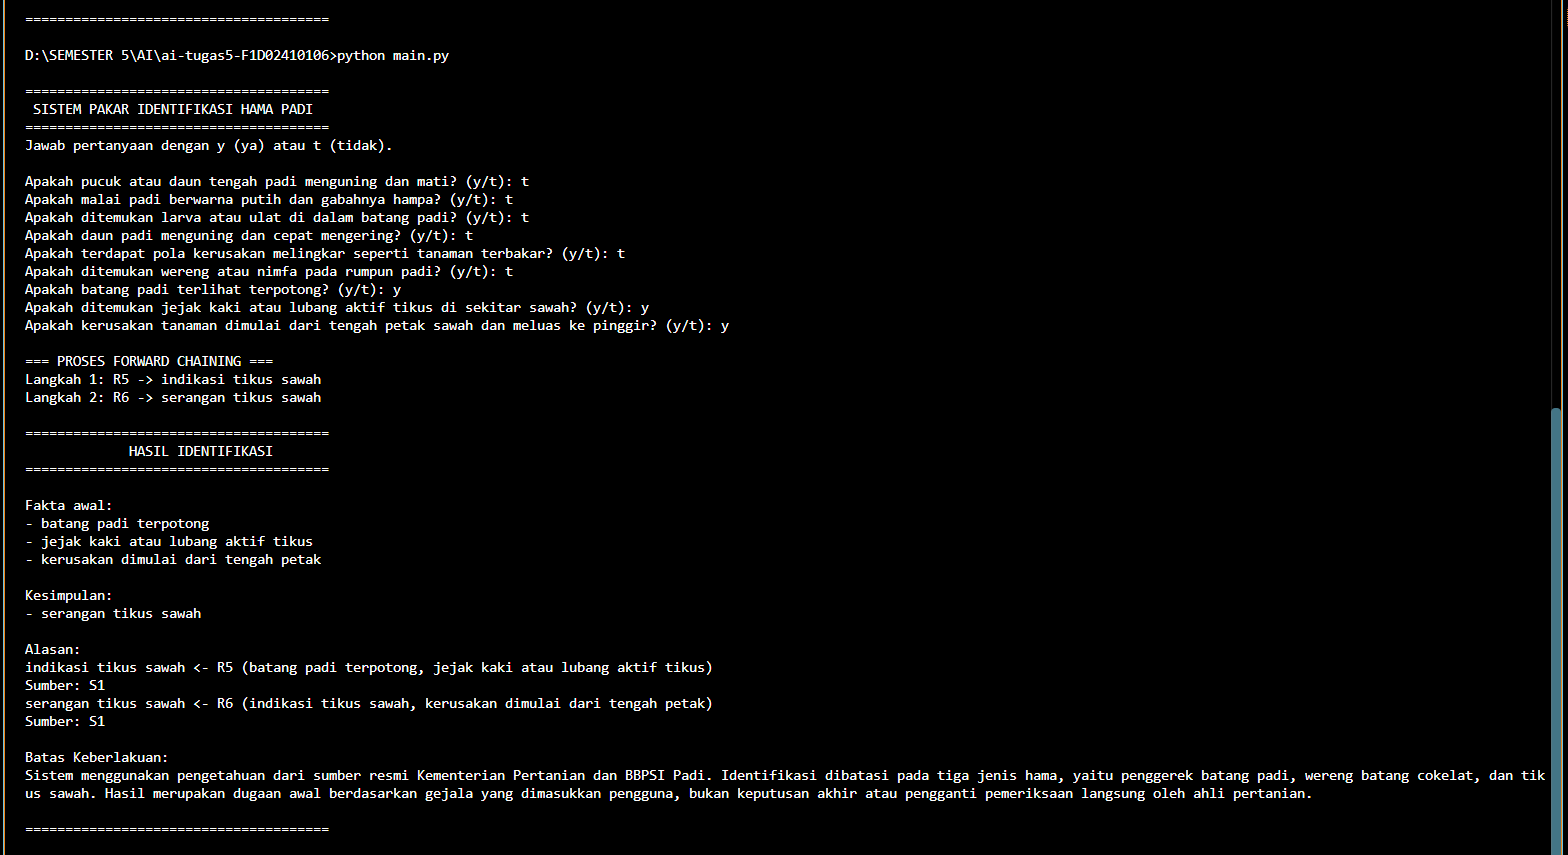 ======================================
D:\SEMESTER 5\AI\ai-tugas5-F1D02410106>python main.py
======================================
SISTEM PAKAR IDENTIFIKASI HAMA PADI
======================================
Jawab pertanyaan dengan y (ya) atau t (tidak).
Apakah pucuk atau daun tengah padi menguning dan mati? (y/t): t
Apakah malai padi berwarna putih dan gabahnya hampa? (y/t): t
Apakah ditemukan larva atau ulat di dalam batang padi? (y/t): t
Apakah daun padi menguning dan cepat mengering? (y/t): t
Apakah terdapat pola kerusakan melingkar seperti tanaman terbakar? (y/t): t
Apakah ditemukan wereng atau nimfa pada rumpun padi? (y/t): t
Apakah batang padi terlihat terpotong? (y/t): y
Apakah ditemukan jejak kaki atau lubang aktif tikus di sekitar sawah? (y/t): y
Apakah kerusakan tanaman dimulai dari tengah petak sawah dan meluas ke pinggir? (y/t): y
=== PROSES FORWARD CHAINING ===
Langkah 1: R5 -> indikasi tikus sawah
Langkah 2: R6 -> serangan tikus sawah
======================================
HASIL IDENTIFIKASI
======================================
Fakta awal:
- batang padi terpotong
- jejak kaki atau lubang aktif tikus
- kerusakan dimulai dari tengah petak
Kesimpulan:
- serangan tikus sawah
Alasan:
indikasi tikus sawah <- R5 (batang padi terpotong, jejak kaki atau lubang aktif tikus)
Sumber: S1
serangan tikus sawah <- R6 (indikasi tikus sawah, kerusakan dimulai dari tengah petak)
Sumber: S1
Batas Keberlakuan:
Sistem menggunakan pengetahuan dari sumber resmi Kementerian Pertanian dan BBPSI Padi. Identifikasi dibatasi pada tiga jenis hama, yaitu penggerek batang padi, wereng batang cokelat, dan tik
us sawah. Hasil merupakan dugaan awal berdasarkan gejala yang dimasukkan pengguna, bukan keputusan akhir atau pengganti pemeriksaan langsung oleh ahli pertanian.
======================================